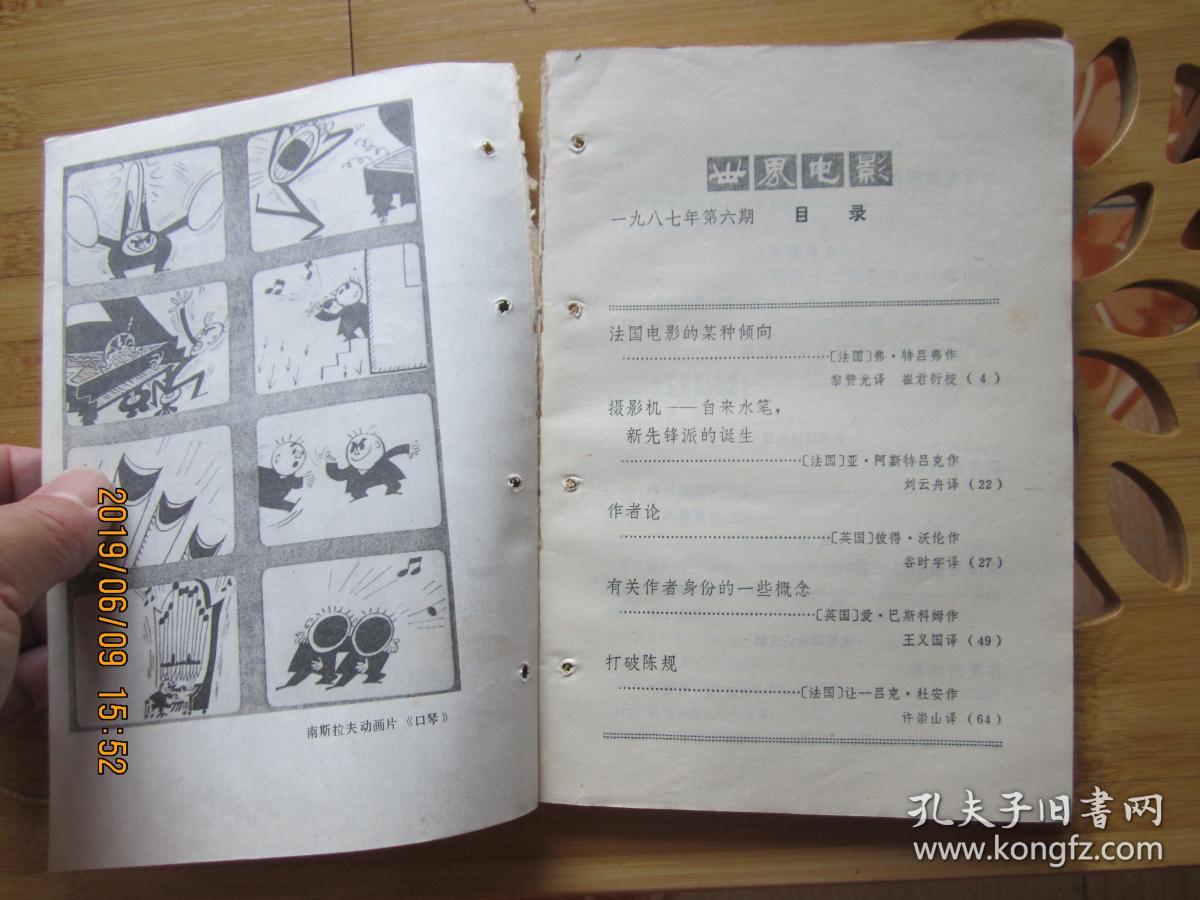 南斯拉夫动画片《口琴》
世界电影
一九八七年第六期 目 录
法国电影的某种倾向
[法国]弗·特吕弗作
黎赞光译 崔君衍校(4)
摄影机——自来水笔,
新先锋派的诞生
[法国]亚·阿斯特吕克作
刘云舟译(22)
作者论
[英国]彼得·沃伦作
谷时宇译(27)
有关作者身份的一些概念
[英国]爱·巴斯科姆作
王义国译(49)
打破陈规
[法国]让—吕克·杜安作
许崇山译(64)
2019/06/09 15:52
孔夫子旧书网
www.kongfz.com